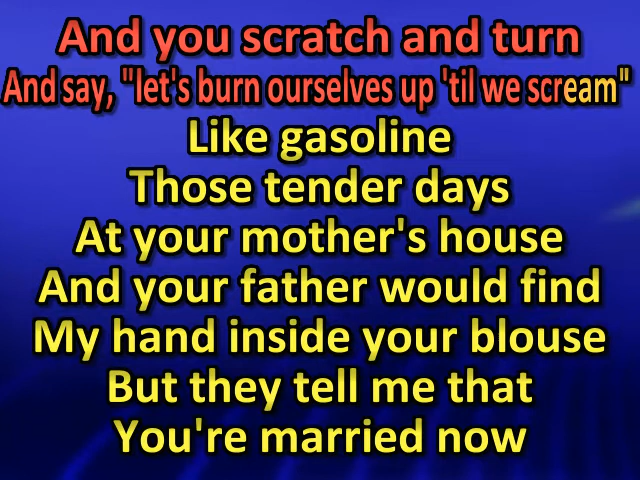 And you scratch and turn
And say, "let's burn ourselves up 'til we scream"
Like gasoline
Those tender days
At your mother's house
And your father would find
My hand inside your blouse
But they tell me that
You're married now